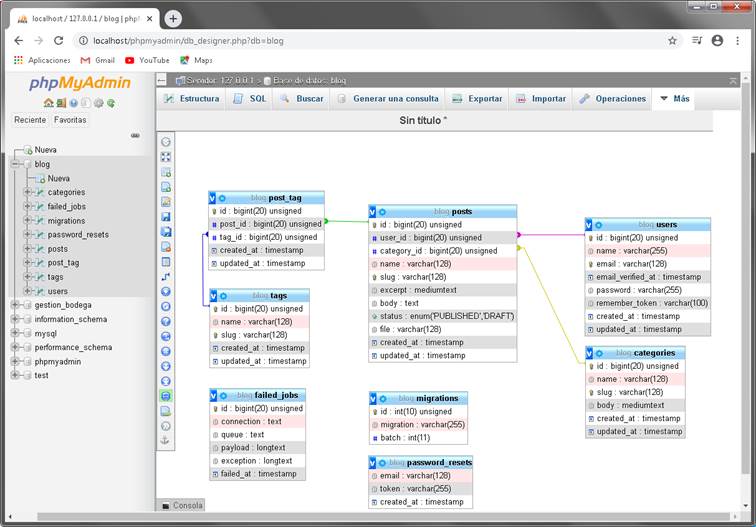 localhost / 127.0.0.1 / blog | phpM
localhost/phpmyadmin/db_designer.php?db=blog
Aplicaciones Gmail YouTube Maps
phpMyAdmin
Reciente Favoritas
Nueva
blog
Nueva
categories
failed_jobs
migrations
password_resets
posts
post_tag
tags
users
gestion_bodega
information_schema
mysql
performance_schema
phpmyadmin
test
Servidor: 127.0.0.1 » Base de datos: blog
Estructura SQL Buscar Generar una consulta Exportar Importar Operaciones Más
Sin título *
blog post_tag
id : bigint(20) unsigned
post_id : bigint(20) unsigned
tag_id : bigint(20) unsigned
created_at : timestamp
updated_at : timestamp
blog tags
id : bigint(20) unsigned
name : varchar(128)
slug : varchar(128)
created_at : timestamp
updated_at : timestamp
blog failed_jobs
id : bigint(20) unsigned
connection : text
queue : text
payload : longtext
exception : longtext
failed_at : timestamp
blog posts
id : bigint(20) unsigned
user_id : bigint(20) unsigned
category_id : bigint(20) unsigned
name : varchar(128)
slug : varchar(128)
excerpt : mediumtext
body : text
status : enum('PUBLISHED','DRAFT')
file : varchar(128)
created_at : timestamp
updated_at : timestamp
blog migrations
id : int(10) unsigned
migration : varchar(255)
batch : int(11)
blog password_resets
email : varchar(128)
token : varchar(255)
created_at : timestamp
blog users
id : bigint(20) unsigned
name : varchar(255)
email : varchar(128)
email_verified_at : timestamp
password : varchar(255)
remember_token : varchar(100)
created_at : timestamp
updated_at : timestamp
blog categories
id : bigint(20) unsigned
name : varchar(128)
slug : varchar(128)
body : mediumtext
created_at : timestamp
updated_at : timestamp
Consola